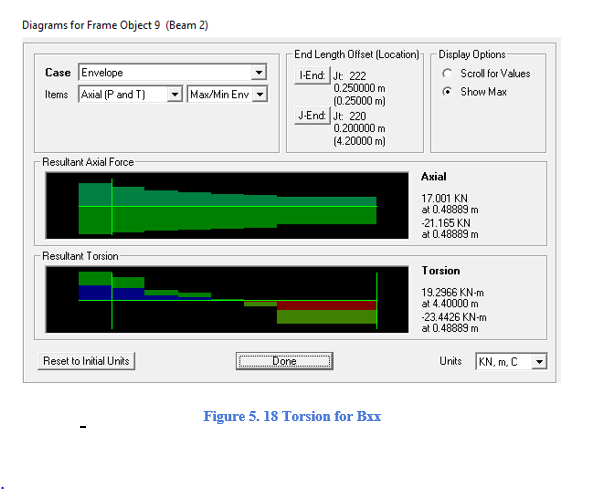 Diagrams for Frame Object 9 (Beam 2)
Case Envelope
Items Axial (P and T) Max/Min Env
End Length Offset (Location)
I-End: Jt: 222
0.250000 m
(0.25000 m)
J-End: Jt: 220
0.200000 m
(4.20000 m)
Display Options
Scroll for Values
Show Max
Resultant Axial Force
Axial
17.001 KN
at 0.48889 m
-21.165 KN
at 0.48889 m
Resultant Torsion
Torsion
19.2966 KN-m
at 4.40000 m
-23.4426 KN-m
at 0.48889 m
Reset to Initial Units
Done
Units KN, m, C
Figure 5. 18 Torsion for Bxx